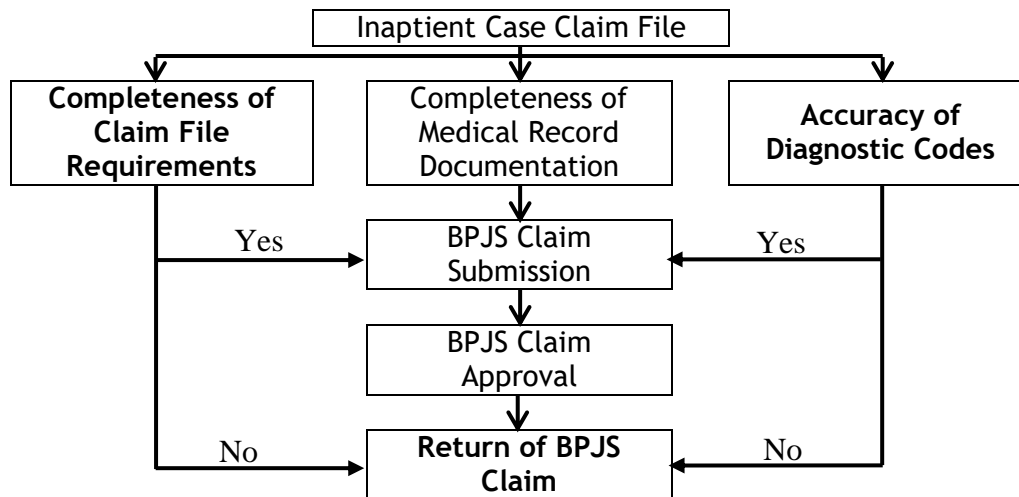 Inaptient Case Claim File
Completeness of
Claim File
Requirements
Completeness of
Medical Record
Documentation
Accuracy of
Diagnostic Codes
Yes
BPJS Claim
Submission
Yes
BPJS Claim
Approval
No
Return of BPJS
Claim
No